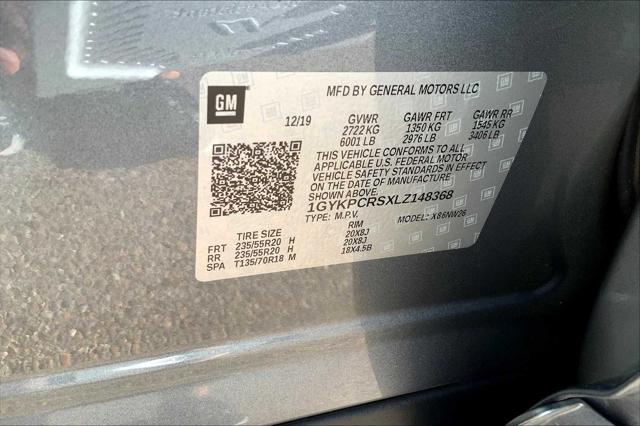 GM
MFD BY GENERAL MOTORS LLC
12/19 GVWR GAWR FRT GAWR RR
2722 KG 1350 KG 1545 KG
6001 LB 2976 LB 3406 LB
THIS VEHICLE CONFORMS TO ALL
APPLICABLE U.S. FEDERAL MOTOR
VEHICLE SAFETY STANDARDS IN EFFECT
ON THE DATE OF MANUFACTURE
SHOWN ABOVE.
1GYKPCRSXLZ148368
TYPE: M.P.V. MODEL: X86NW26
TIRE SIZE RIM
FRT 235/55R20 H 20X8J
RR 235/55R20 H 20X8J
SPA T135/70R18 M 18X4.5B